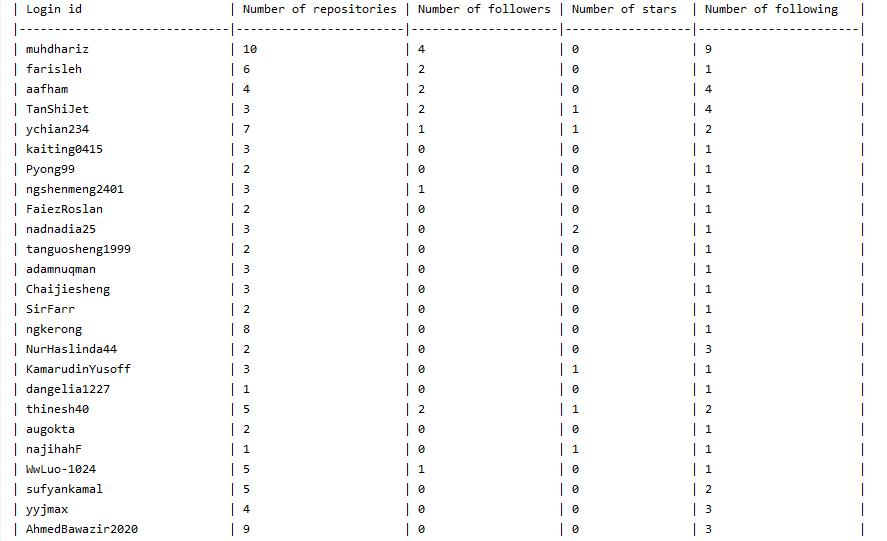 | Login id | Number of repositories | Number of followers | Number of stars | Number of following |
|----------------------------|-----------------------|-------------------|----------------|---------------------|
| muhdhariz | 10 | 4 | 0 | 9 |
| farisleh | 6 | 2 | 0 | 1 |
| aafham | 4 | 2 | 0 | 4 |
| TanShiJet | 3 | 2 | 1 | 4 |
| ychian234 | 7 | 1 | 1 | 2 |
| kaiting0415 | 3 | 0 | 0 | 1 |
| Pyong99 | 2 | 0 | 0 | 1 |
| ngshenmeng2401 | 3 | 1 | 0 | 1 |
| FaiezRoslan | 2 | 0 | 0 | 1 |
| nadnadia25 | 3 | 0 | 2 | 1 |
| tanguosheng1999 | 2 | 0 | 0 | 1 |
| adamnuqman | 3 | 0 | 0 | 1 |
| Chaijiesheng | 3 | 0 | 0 | 1 |
| SirFarr | 2 | 0 | 0 | 1 |
| ngkerong | 8 | 0 | 0 | 1 |
| NurHaslinda44 | 2 | 0 | 0 | 3 |
| KamarudinYusoff | 3 | 0 | 1 | 1 |
| dangelia1227 | 1 | 0 | 0 | 1 |
| thinesh40 | 5 | 2 | 1 | 2 |
| augokta | 2 | 0 | 0 | 1 |
| najihahF | 1 | 0 | 1 | 1 |
| WwLuo-1024 | 5 | 1 | 0 | 1 |
| sufyankamal | 5 | 0 | 0 | 2 |
| yyjmax | 4 | 0 | 0 | 3 |
| AhmedBawazir2020 | 9 | 0 | 0 | 3 |